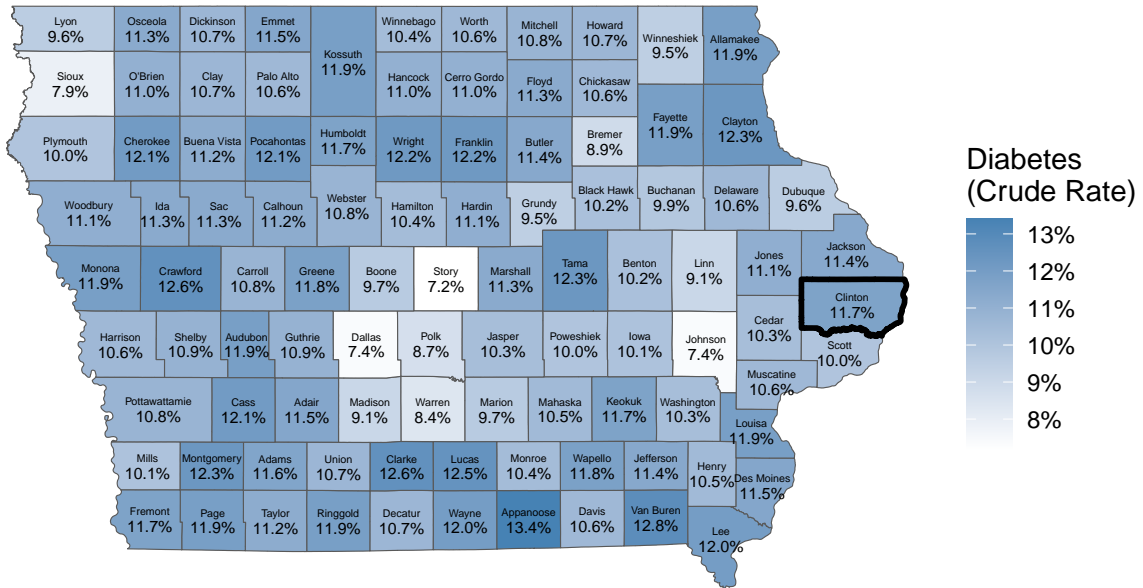 Lyon
9.6%
Osceola
11.3%
Dickinson
10.7%
Emmet
11.5%
Kossuth
11.9%
Winnebago
10.4%
Worth
10.6%
Mitchell
10.8%
Howard
10.7%
Winneshiek
9.5%
Allamakee
11.9%
Sioux
7.9%
O'Brien
11.0%
Clay
10.7%
Palo Alto
10.6%
Hancock
11.0%
Cerro Gordo
11.0%
Floyd
11.3%
Chickasaw
10.6%
Fayette
11.9%
Clayton
12.3%
Plymouth
10.0%
Cherokee
12.1%
Buena Vista
11.2%
Pocahontas
12.1%
Humboldt
11.7%
Wright
12.2%
Franklin
12.2%
Butler
11.4%
Bremer
8.9%
Woodbury
11.1%
Ida
11.3%
Sac
11.3%
Calhoun
11.2%
Webster
10.8%
Hamilton
10.4%
Hardin
11.1%
Grundy
9.5%
Black Hawk
10.2%
Buchanan
9.9%
Delaware
10.6%
Dubuque
9.6%
Monona
11.9%
Crawford
12.6%
Carroll
10.8%
Greene
11.8%
Boone
9.7%
Story
7.2%
Marshall
11.3%
Tama
12.3%
Benton
10.2%
Linn
9.1%
Jones
11.1%
Jackson
11.4%
Clinton
11.7%
Harrison
10.6%
Shelby
10.9%
Audubon
11.9%
Guthrie
10.9%
Dallas
7.4%
Polk
8.7%
Jasper
10.3%
Poweshiek
10.0%
Iowa
10.1%
Johnson
7.4%
Cedar
10.3%
Scott
10.0%
Muscatine
10.6%
Pottawattamie
10.8%
Cass
12.1%
Adair
11.5%
Madison
9.1%
Warren
8.4%
Marion
9.7%
Mahaska
10.5%
Keokuk
11.7%
Washington
10.3%
Louisa
11.9%
Mills
10.1%
Montgomery
12.3%
Adams
11.6%
Union
10.7%
Clarke
12.6%
Lucas
12.5%
Monroe
10.4%
Wapello
11.8%
Jefferson
11.4%
Henry
10.5%
Des Moines
11.5%
Fremont
11.7%
Page
11.9%
Taylor
11.2%
Ringgold
11.9%
Decatur
10.7%
Wayne
12.0%
Appanoose
13.4%
Davis
10.6%
Van Buren
12.8%
Lee
12.0%
Diabetes
(Crude Rate)
13%
12%
11%
10%
9%
8%